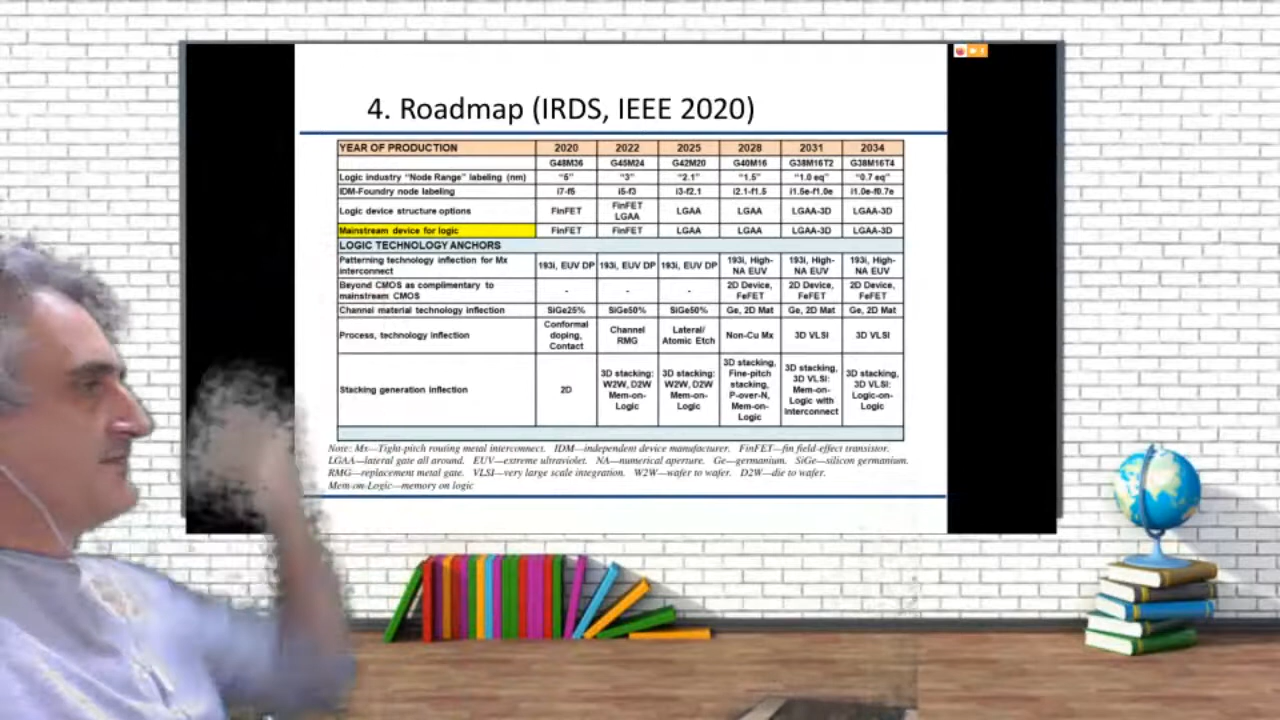 4. Roadmap (IRDS, IEEE 2020)
YEAR OF PRODUCTION 2020 2022 2025 2028 2031 2034
G48M36 G45M24 G42M20 G40M16 G38M16T2 G38M16T4
Logic industry "Node Range" labeling (nm) "5" "3" "2.1" "1.5" "1.0 eq" "0.7 eq"
IDM-Foundry node labeling i7-f5 i5-f3 i3-f2.1 i2.1-f1.5 i1.5e-f1.0e i1.0e-f0.7e
Logic device structure options FinFET FinFET LGAA LGAA LGAA LGAA-3D LGAA-3D
Mainstream device for logic FinFET FinFET LGAA LGAA LGAA-3D LGAA-3D
LOGIC TECHNOLOGY ANCHORS
Patterning technology inflection for Mx interconnect 193i, EUV DP 193i, EUV DP 193i, EUV DP 193i, High-NA EUV 193i, High-NA EUV 193i, High-NA EUV
Beyond CMOS as complimentary to mainstream CMOS - - - 2D Device, FeFET 2D Device, FeFET 2D Device, FeFET
Channel material technology inflection SiGe25% SiGe50% SiGe50% Ge, 2D Mat Ge, 2D Mat Ge, 2D Mat
Process, technology inflection Conformal doping, Contact Channel RMG Lateral/ Atomic Etch Non-Cu Mx 3D VLSI 3D VLSI
Stacking generation inflection 2D 3D stacking: W2W, D2W Mem-on-Logic 3D stacking: W2W, D2W Mem-on-Logic 3D stacking, Fine-pitch stacking, P-over-N, Mem-on-Logic 3D stacking, 3D VLSI: Mem-on-Logic with Interconnect 3D stacking, 3D VLSI: Logic-on-Logic
Note: Mx—Tight-pitch routing metal interconnect. IDM—independent device manufacturer. FinFET—fin field-effect transistor.
LGAA—lateral gate all around. EUV—extreme ultraviolet. NA—numerical aperture. Ge—germanium. SiGe—silicon germanium.
RMG—replacement metal gate. VLSI—very large scale integration. W2W—wafer to wafer. D2W—die to wafer.
Mem-on-Logic—memory on logic